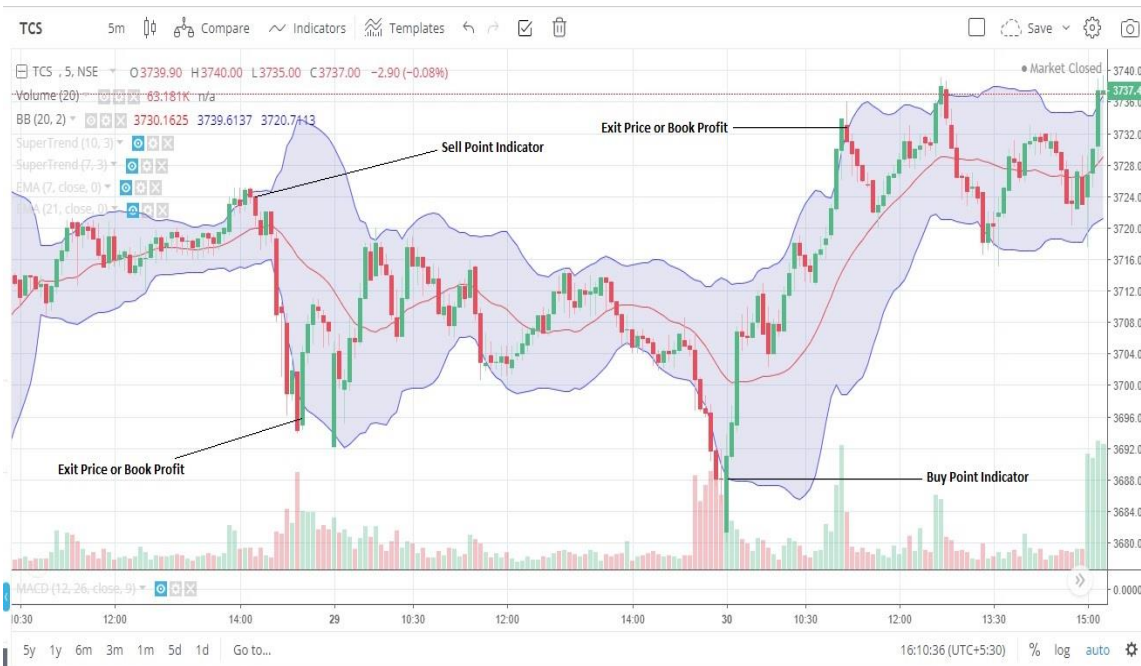 TCS 5m Compare Indicators Templates Save
TCS , 5, NSE O3739.90 H3740.00 L3735.00 C3737.00 −2.90 (−0.08%)
Market Closed
Volume (20) 63.181K n/a
BB (20, 2) 3730.1625 3739.6137 3720.7113
SuperTrend (10, 3)
SuperTrend (7, 3)
EMA (7, close, 0)
EMA (21, close, 0)
Sell Point Indicator
Exit Price or Book Profit
Exit Price or Book Profit
Buy Point Indicator
3740.0
3737.4
3736.0
3732.0
3728.0
3724.0
3720.0
3716.0
3712.0
3708.0
3704.0
3700.0
3696.0
3692.0
3688.0
3684.0
3680.0
MACD (12, 26, close, 9)
0.0000
10:30 12:00 14:00 29 10:30 12:00 14:00 30 10:30 12:00 13:30 15:00
5y 1y 6m 3m 1m 5d 1d Go to... 16:10:36 (UTC+5:30) % log auto